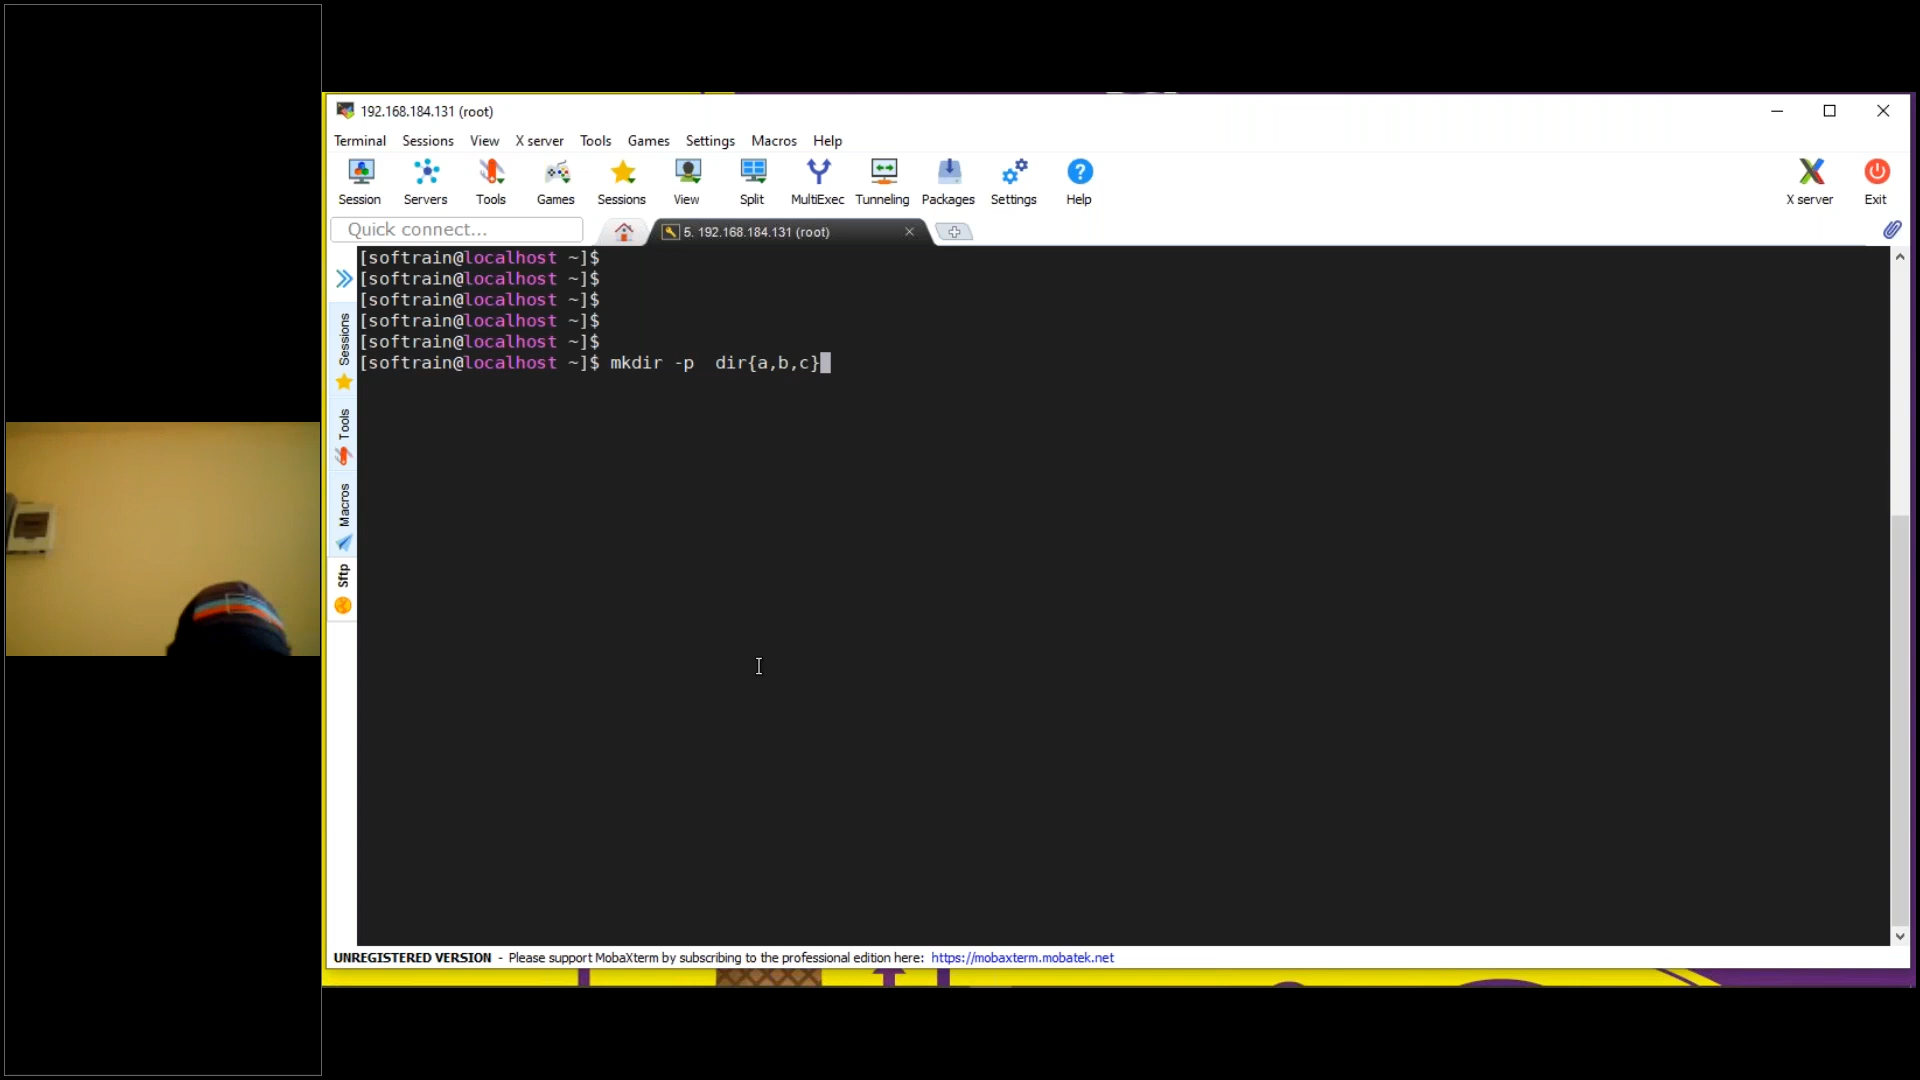 192.168.184.131 (root)
Terminal Sessions View X server Tools Games Settings Macros Help
Session Servers Tools Games Sessions View Split MultiExec Tunneling Packages Settings Help X server Exit
Quick connect... 5. 192.168.184.131 (root)
[softrain@localhost ~]$
[softrain@localhost ~]$
[softrain@localhost ~]$
[softrain@localhost ~]$
[softrain@localhost ~]$
[softrain@localhost ~]$ mkdir -p  dir{a,b,c}
Sessions
Tools
Macros
Sftp
UNREGISTERED VERSION - Please support MobaXterm by subscribing to the professional edition here: https://mobaxterm.mobatek.net